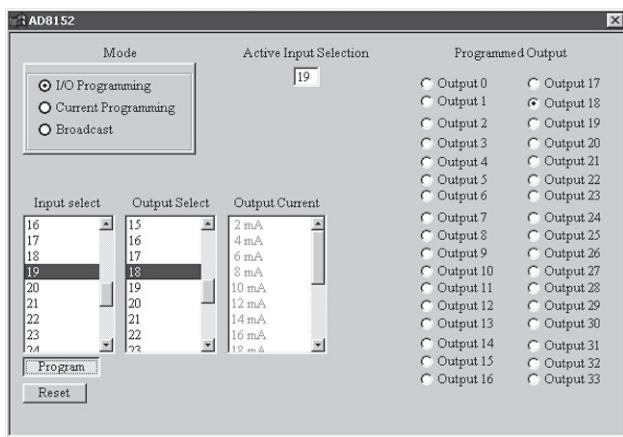 AD8152
Mode
I/O Programming
Current Programming
Broadcast
Active Input Selection
19
Programmed Output
Output 0
Output 1
Output 2
Output 3
Output 4
Output 5
Output 6
Output 7
Output 8
Output 9
Output 10
Output 11
Output 12
Output 13
Output 14
Output 15
Output 16
Output 17
Output 18
Output 19
Output 20
Output 21
Output 22
Output 23
Output 24
Output 25
Output 26
Output 27
Output 28
Output 29
Output 30
Output 31
Output 32
Output 33
Input select
16
17
18
19
20
21
22
23
24
Output Select
15
16
17
18
19
20
21
22
23
Output Current
2 mA
4 mA
6 mA
8 mA
10 mA
12 mA
14 mA
16 mA
18 mA
Program
Reset